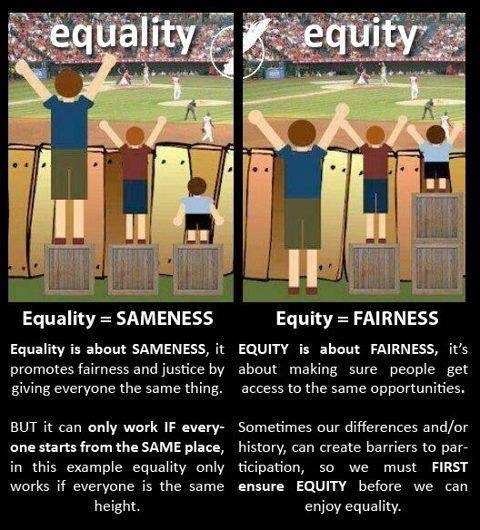 equality
equity
Equality = SAMENESS
Equality is about SAMENESS, it
promotes fairness and justice by
giving everyone the same thing.
BUT it can only work IF every-
one starts from the SAME place,
in this example equality only
works if everyone is the same
height.
Equity = FAIRNESS
EQUITY is about FAIRNESS, it’s
about making sure people get
access to the same opportunities.
Sometimes our differences and/or
history, can create barriers to par-
ticipation, so we must FIRST
ensure EQUITY before we can
enjoy equality.